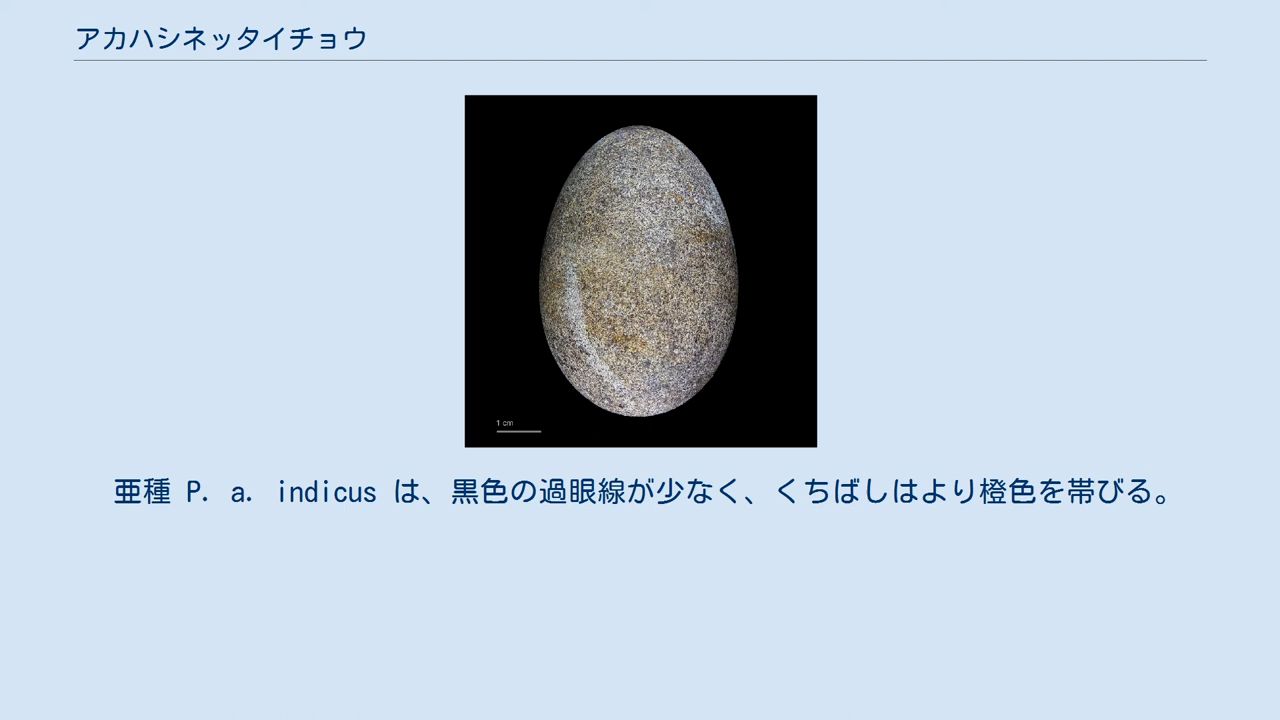 アカハシネッタイチョウ
1 cm
亜種 P. a. indicus は、黒色の過眼線が少なく、くちばしはより橙色を帯びる。